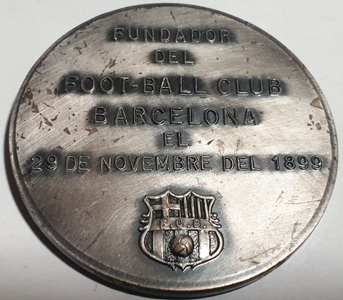 FUNDADOR
DEL
FOOT-BALL CLUB
BARCELONA
EL
29 DE NOVEMBRE DEL 1899